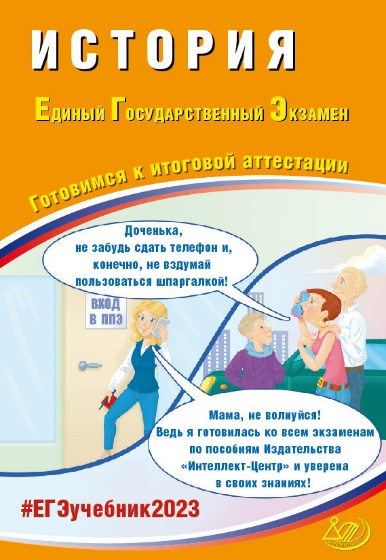 ИСТОРИЯ
Единый Государственный Экзамен
Готовимся к итоговой аттестации
Доченька,
не забудь сдать телефон и,
конечно, не вздумай
пользоваться шпаргалкой!
ВХОД
В ППЭ
Мама, не волнуйся!
Ведь я готовилась ко всем экзаменам
по пособиям Издательства
«Интеллект-Центр» и уверена
в своих знаниях!
#ЕГЭучебник2023